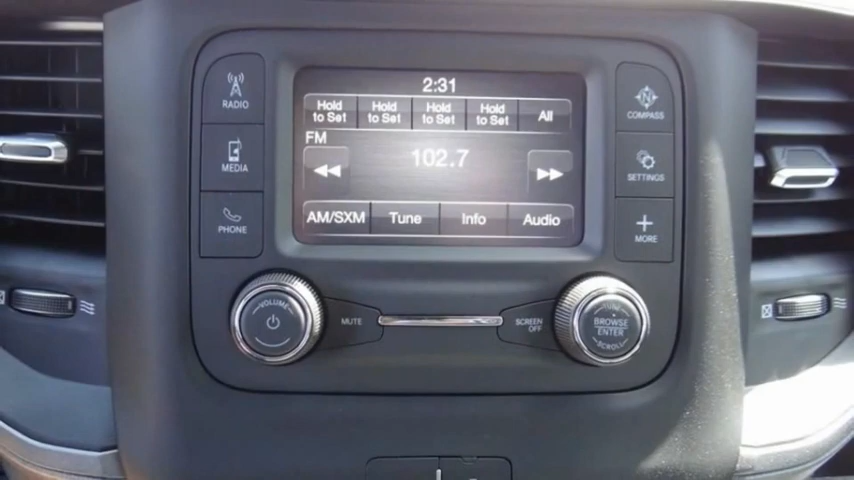 2:31
Hold to Set
Hold to Set
Hold to Set
Hold to Set
All
FM
102.7
AM/SXM Tune Info Audio
RADIO
MEDIA
PHONE
N
COMPASS
SETTINGS
MORE
VOLUME
MUTE
SCREEN
OFF
TUNE
BROWSE
ENTER
SCROLL